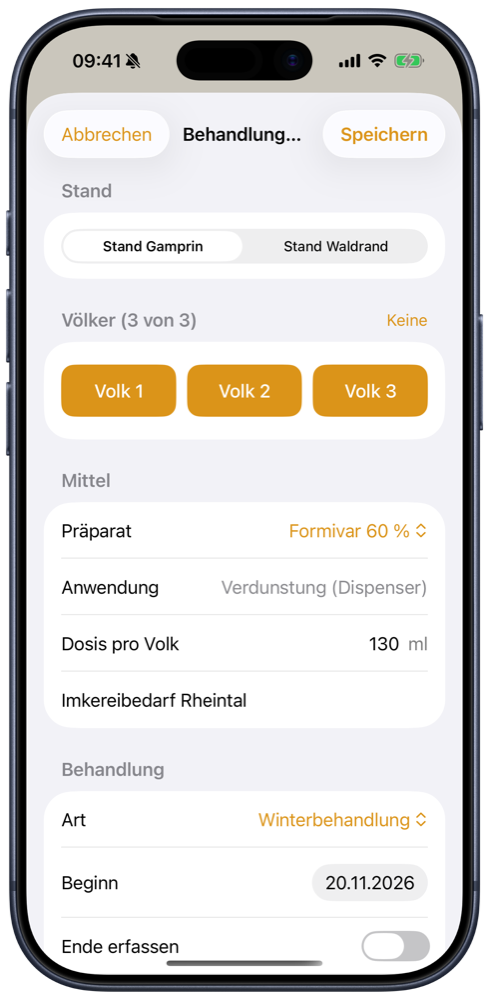 09:41
Abbrechen Behandlung... Speichern
Stand
Stand Gamprin Stand Waldrand
Völker (3 von 3) Keine
Volk 1 Volk 2 Volk 3
Mittel
Präparat Formivar 60 %
Anwendung Verdunstung (Dispenser)
Dosis pro Volk 130 ml
Imkereibedarf Rheintal
Behandlung
Art Winterbehandlung
Beginn 20.11.2026
Ende erfassen